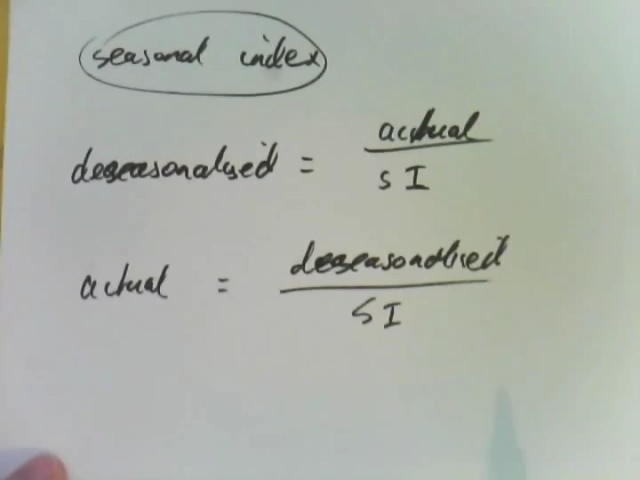 seasonal index
deseasonalised = actual / SI
actual = deseasonalised / SI